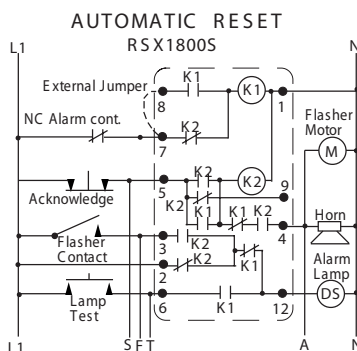 AUTOMATIC RESET
RSX1800S
L1 N
External Jumper K1 K1
8 1
Flasher
Motor
NC Alarm cont. K2
7 M
5 K2 K2
9
Acknowledge K2 K1 K1 K2
Horn
4
3 K2
Flasher
Contact
K2 K1
2
Alarm
Lamp
Lamp
Test
K1 DS
6 12
L1 S F T A N